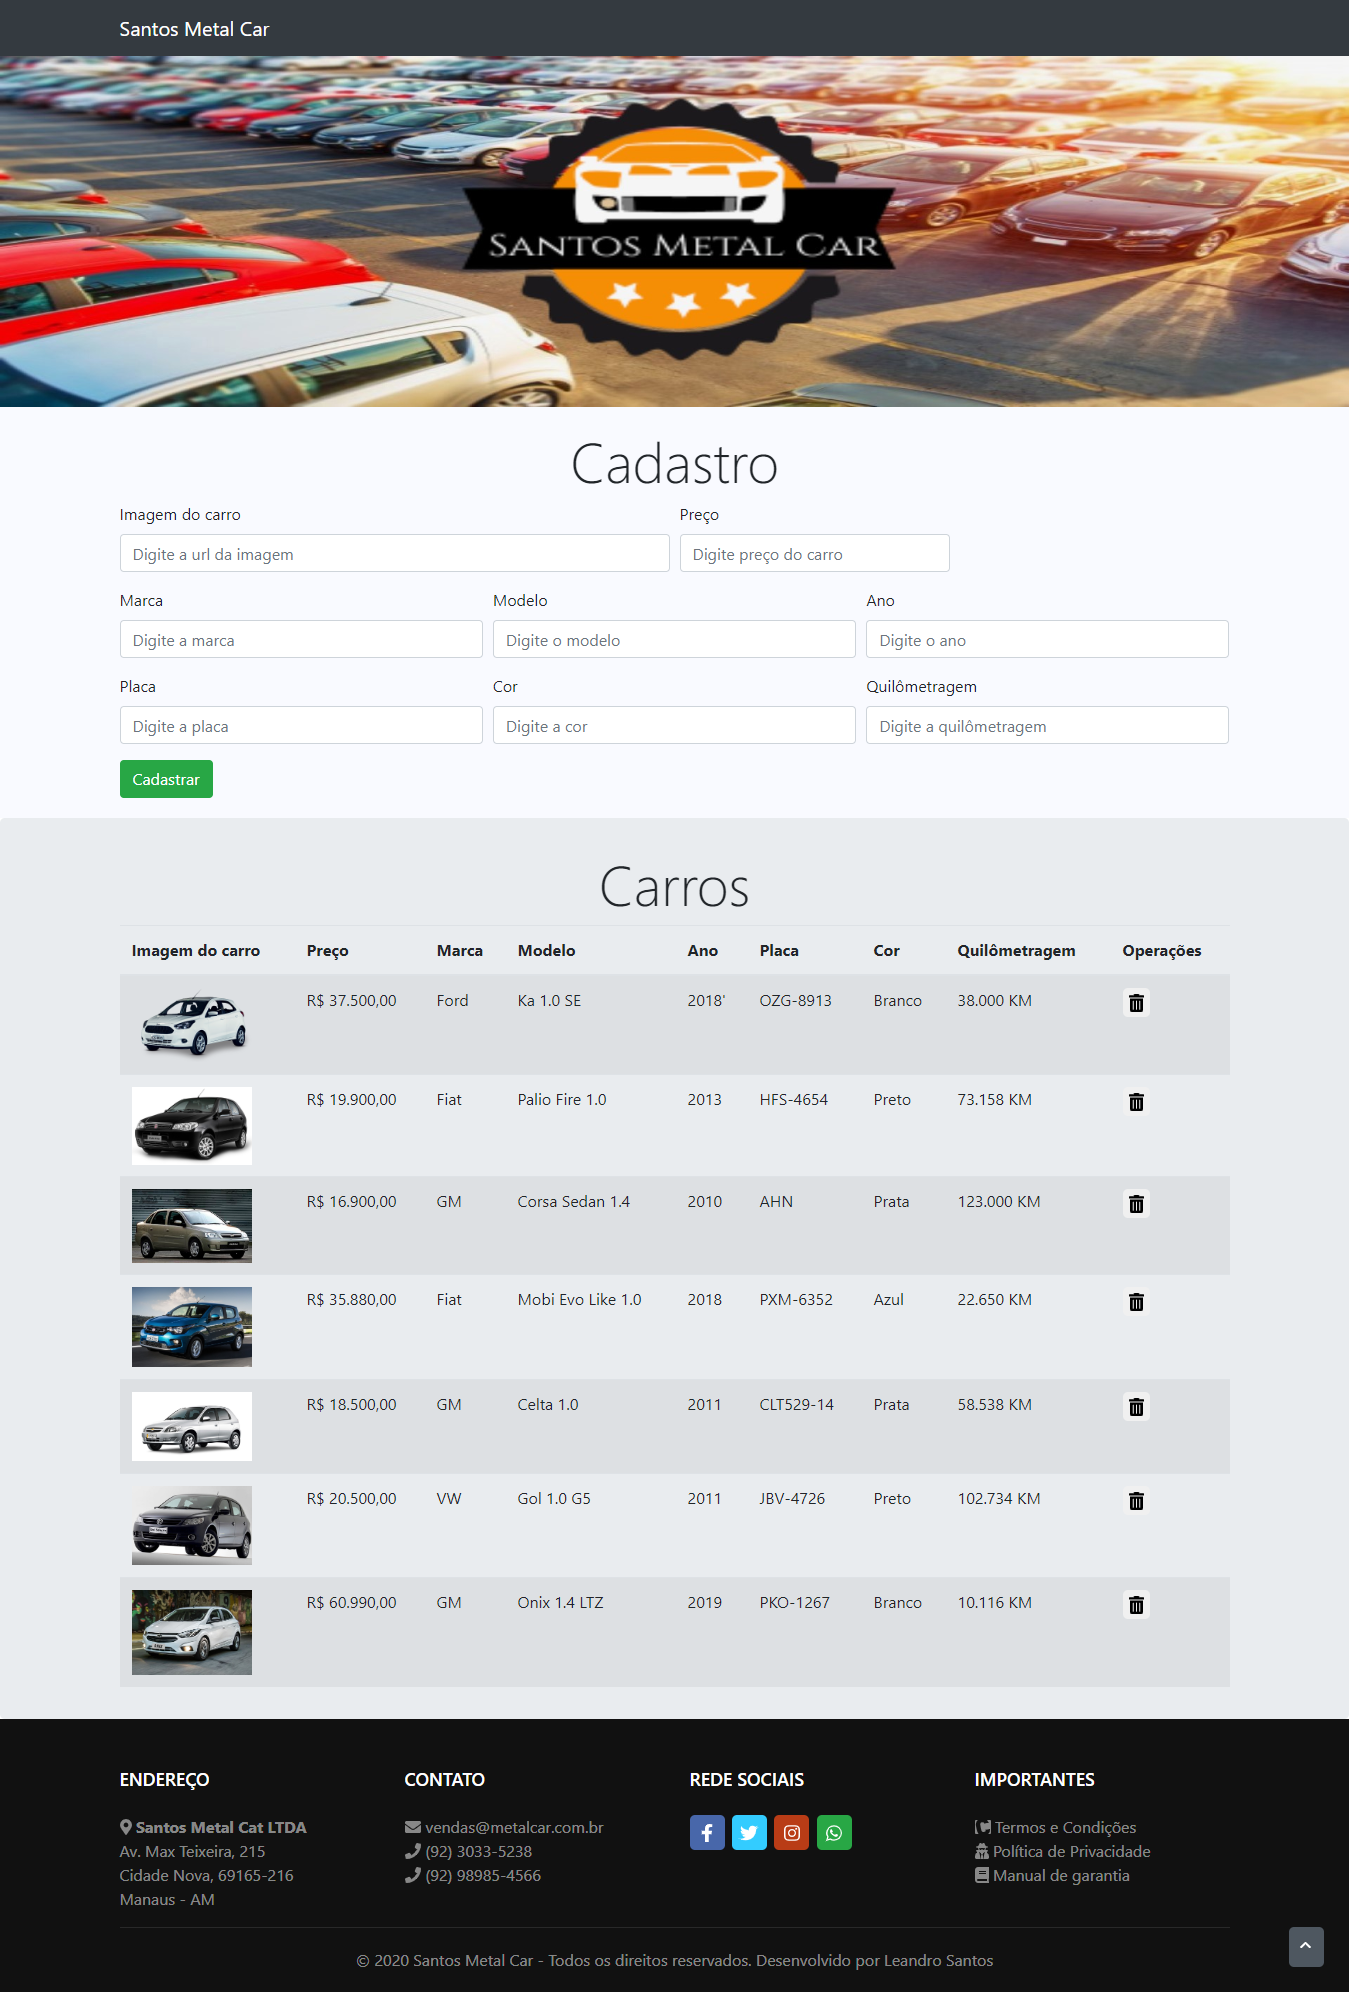 Santos Metal Car
SANTOS METAL CAR
Cadastro
Imagem do carro Preço
Digite a url da imagem Digite preço do carro
Marca Modelo Ano
Digite a marca Digite o modelo Digite o ano
Placa Cor Quilômetragem
Digite a placa Digite a cor Digite a quilômetragem
Cadastrar
Carros
Imagem do carro Preço Marca Modelo Ano Placa Cor Quilômetragem Operações
R$ 37.500,00 Ford Ka 1.0 SE 2018' OZG-8913 Branco 38.000 KM
R$ 19.900,00 Fiat Palio Fire 1.0 2013 HFS-4654 Preto 73.158 KM
R$ 16.900,00 GM Corsa Sedan 1.4 2010 AHN Prata 123.000 KM
R$ 35.880,00 Fiat Mobi Evo Like 1.0 2018 PXM-6352 Azul 22.650 KM
R$ 18.500,00 GM Celta 1.0 2011 CLT529-14 Prata 58.538 KM
R$ 20.500,00 VW Gol 1.0 G5 2011 JBV-4726 Preto 102.734 KM
R$ 60.990,00 GM Onix 1.4 LTZ 2019 PKO-1267 Branco 10.116 KM
ENDEREÇO
Santos Metal Cat LTDA
Av. Max Teixeira, 215
Cidade Nova, 69165-216
Manaus - AM
CONTATO
vendas@metalcar.com.br
(92) 3033-5238
(92) 98985-4566
REDE SOCIAIS
IMPORTANTES
Termos e Condições
Política de Privacidade
Manual de garantia
© 2020 Santos Metal Car - Todos os direitos reservados. Desenvolvido por Leandro Santos